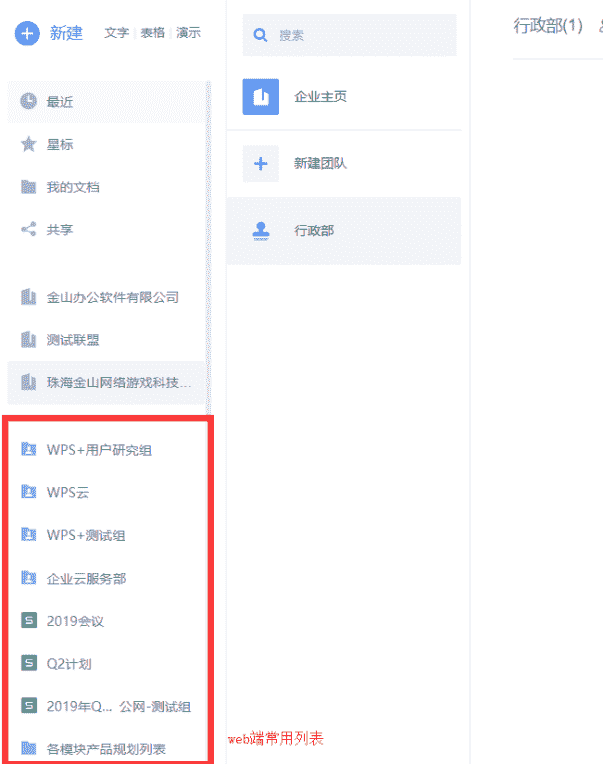 新建 文字 表格 演示
最近
星标
我的文档
共享
金山办公软件有限公司
测试联盟
珠海金山网络游戏科技...
WPS+用户研究组
WPS云
WPS+测试组
企业云服务部
2019会议
Q2计划
2019年Q... 公网-测试组
各模块产品规划列表
搜索
企业主页
新建团队
行政部
web端常用列表
行政部(1)